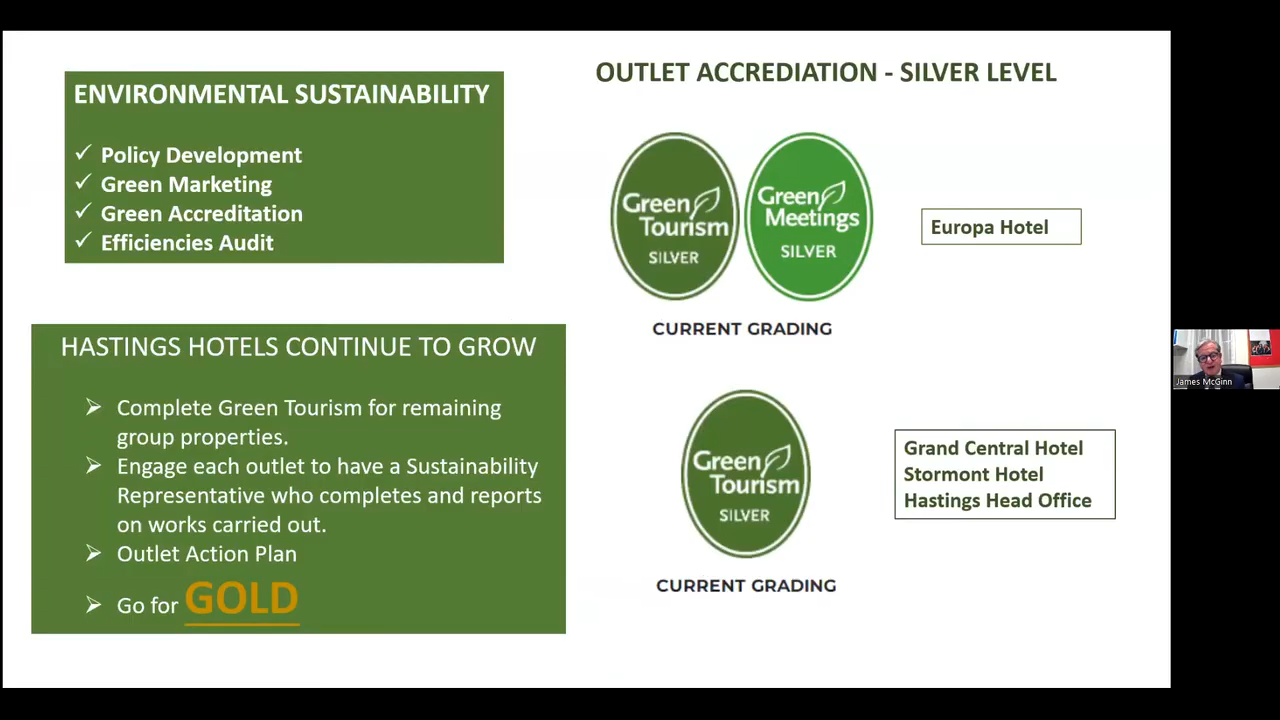 ENVIRONMENTAL SUSTAINABILITY
✓ Policy Development
✓ Green Marketing
✓ Green Accreditation
✓ Efficiencies Audit
HASTINGS HOTELS CONTINUE TO GROW
➢ Complete Green Tourism for remaining
group properties.
➢ Engage each outlet to have a Sustainability
Representative who completes and reports
on works carried out.
➢ Outlet Action Plan
➢ Go for GOLD
OUTLET ACCREDIATION - SILVER LEVEL
Green
Tourism
SILVER
Green
Meetings
SILVER
Europa Hotel
CURRENT GRADING
Green
Tourism
SILVER
Grand Central Hotel
Stormont Hotel
Hastings Head Office
CURRENT GRADING
James McGinn